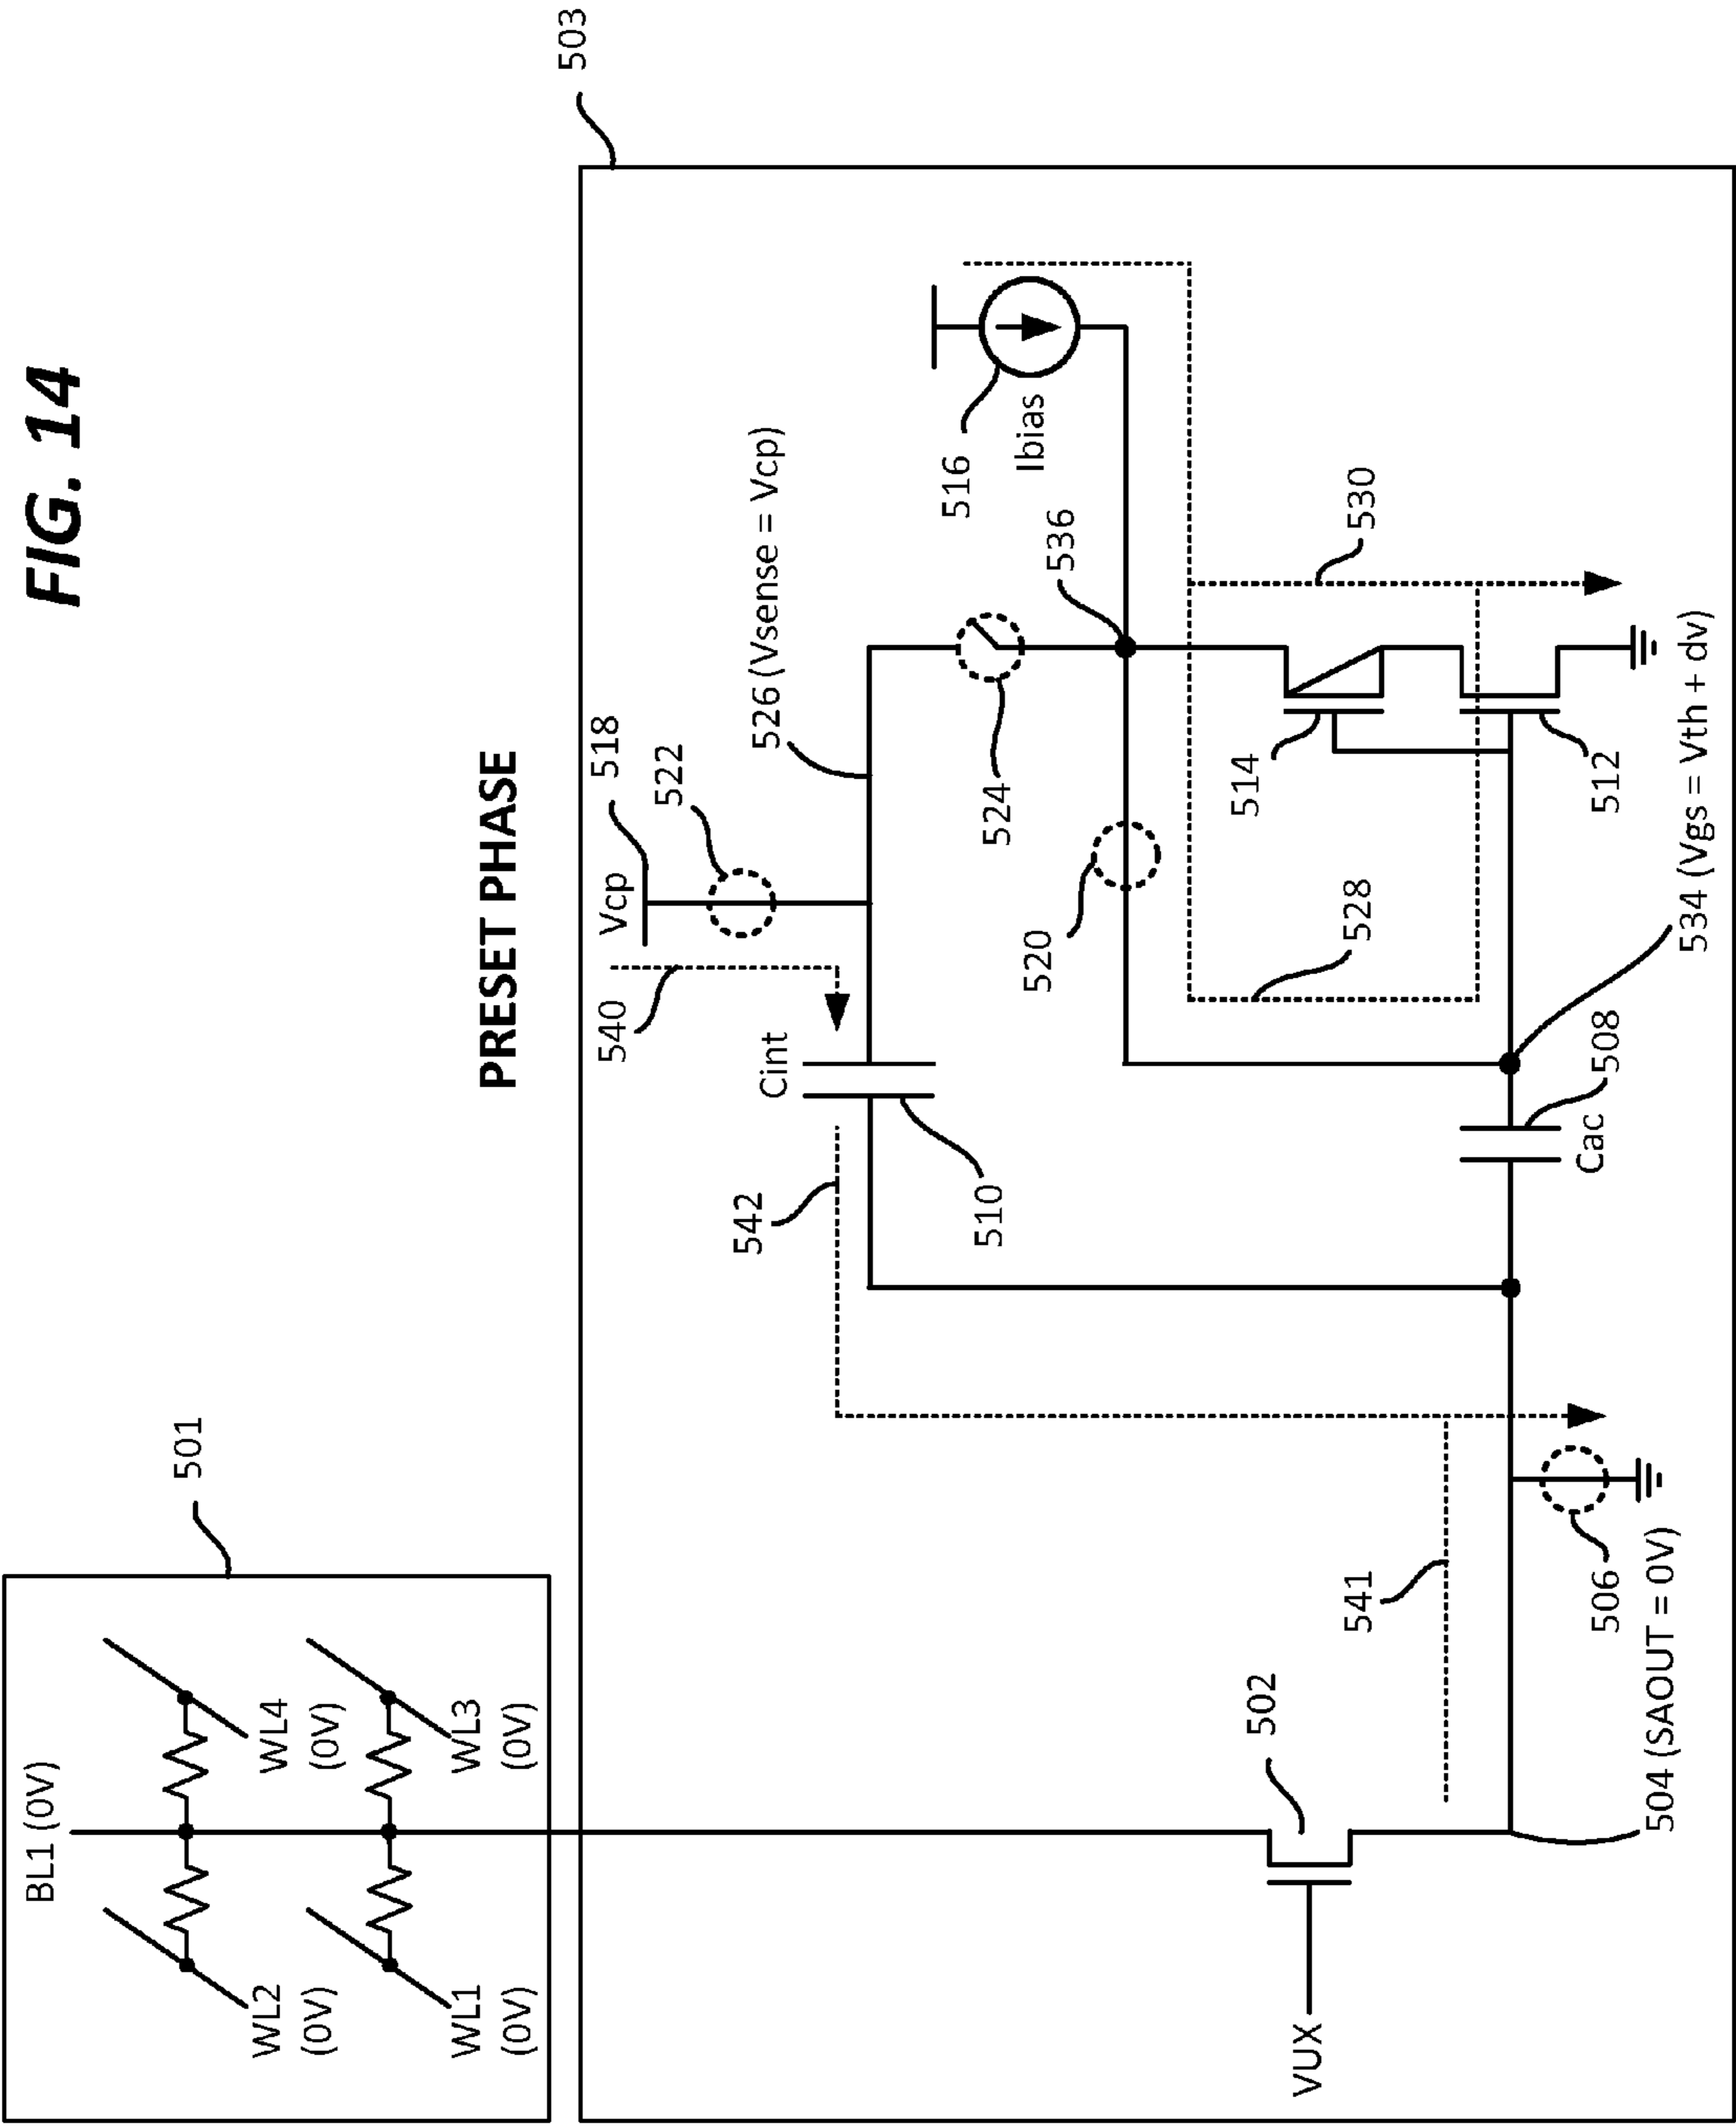 FIG. 14
PRESET PHASE
501
BL1 (0V)
WL2
(0V)
WL4
(0V)
WL1
(0V)
WL3
(0V)
503
Vcp
518
522
526 (Vsense = Vcp)
540
Cint
542
510
524
536
516
Ibias
520
528
530
514
512
534 (Vgs = Vth + dv)
508
Cac
541
506
502
VUX
504 (SAOUT = 0V)